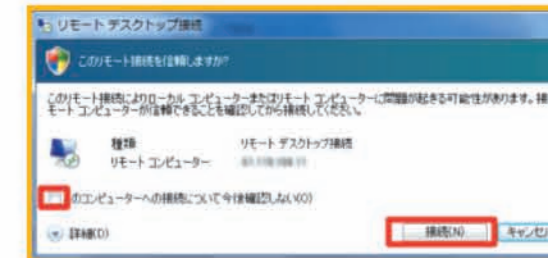 リモート デスクトップ接続
このリモート接続を信頼しますか?
このリモート接続によりローカル コンピューターまたはリモート コンピューターに問題が起きる可能性があります。接
モート コンピューターが信頼できることを確認してから接続してください。
種類 リモート デスクトップ接続
リモート コンピューター
のコンピューターへの接続について今後確認しない(O)
詳細(D) 接続(N) キャンセ